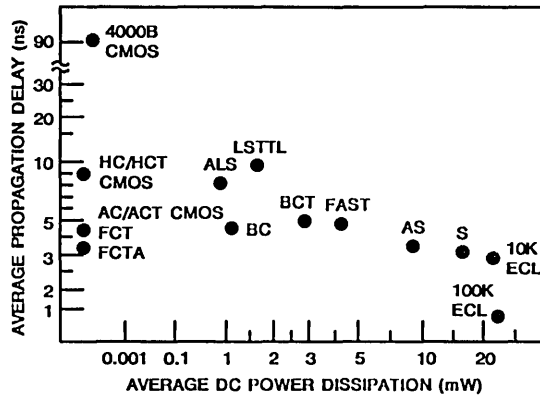 AVERAGE PROPAGATION DELAY (ns)
90
30
20
10
5
3
2
1
4000B
CMOS
HC/HCT
CMOS
AC/ACT CMOS
FCT
FCTA
ALS
LSTTL
BC
BCT
FAST
AS
S
10K
ECL
100K
ECL
0.001
0.1
1
2
3
5
10
20
AVERAGE DC POWER DISSIPATION (mW)